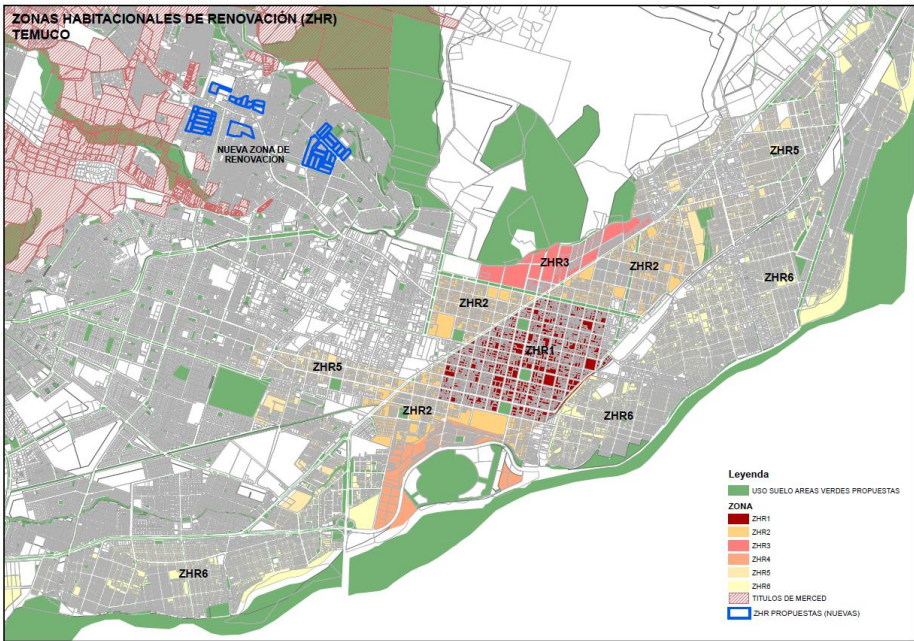 ZONAS HABITACIONALES DE RENOVACIÓN (ZHR)
TEMUCO
NUEVA ZONA DE
RENOVACIÓN
ZHR5
ZHR3
ZHR2
ZHR6
ZHR2
ZHR1
ZHR5
ZHR2
ZHR6
ZHR6
Leyenda
USO SUELO AREAS VERDES PROPUESTAS
ZONA
ZHR1
ZHR2
ZHR3
ZHR4
ZHR5
ZHR6
TITULOS DE MERCED
ZHR PROPUESTAS (NUEVAS)